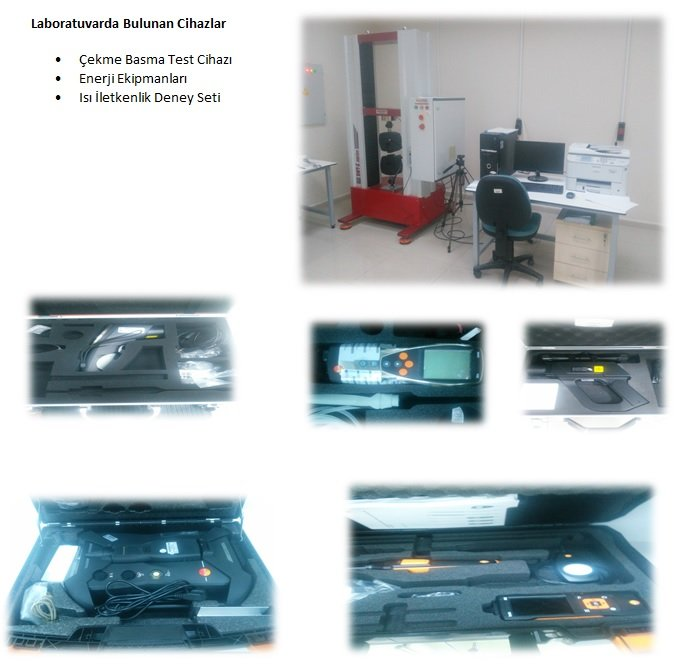 Laboratuvarda Bulunan Cihazlar
• Çekme Basma Test Cihazı
• Enerji Ekipmanları
• Isı İletkenlik Deney Seti